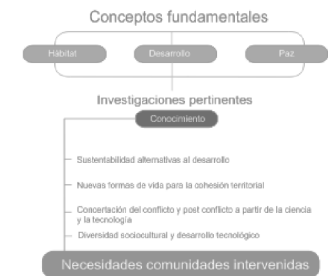 Conceptos fundamentales
Hábitat
Desarrollo
Paz
Investigaciones pertinentes
Conocimiento
Sustentabilidad alternativas al desarrollo
Nuevas formas de vida para la cohesión territorial
Concertación del conflicto y post conflicto a partir de la ciencia
y la tecnología
Diversidad sociocultural y desarrollo tecnológico
Necesidades comunidades intervenidas